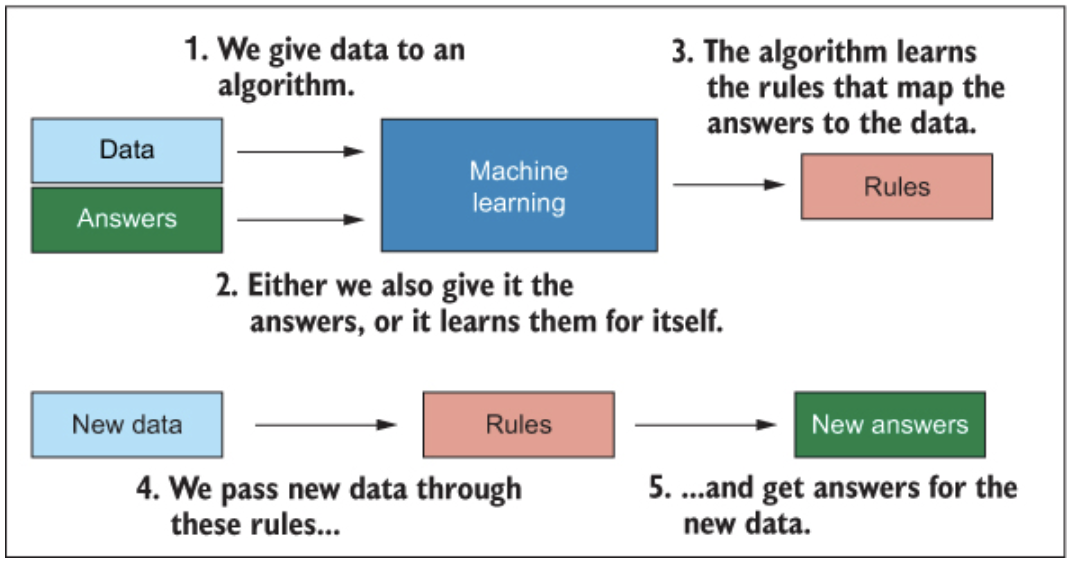 1. We give data to an
algorithm.
3. The algorithm learns
the rules that map the
answers to the data.
Data
Answers
Machine
learning
Rules
2. Either we also give it the
answers, or it learns them for itself.
New data
Rules
New answers
4. We pass new data through
these rules...
5. ...and get answers for the
new data.